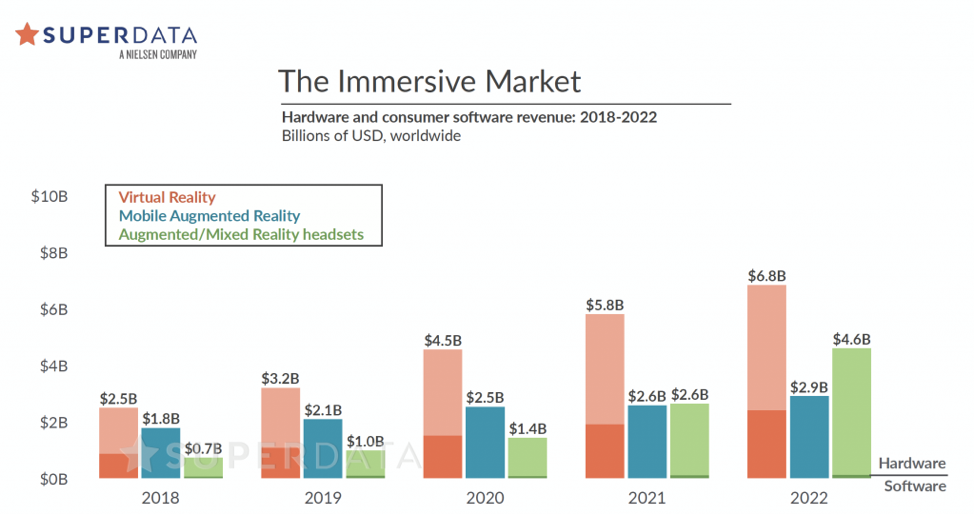 SUPERDATA
A NIELSEN COMPANY
The Immersive Market
Hardware and consumer software revenue: 2018-2022
Billions of USD, worldwide
$10B
Virtual Reality
Mobile Augmented Reality
Augmented/Mixed Reality headsets
$8B
$6.8B
$6B
$5.8B
$4.5B
$4.6B
$4B
$3.2B
$2.5B
$1.8B
$0.7B
$2.1B
$1.0B
$2.5B
$1.4B
$2.6B
$2.6B
$2.9B
$2B
SUPERDATA
Hardware
Software
$0B
2018
2019
2020
2021
2022